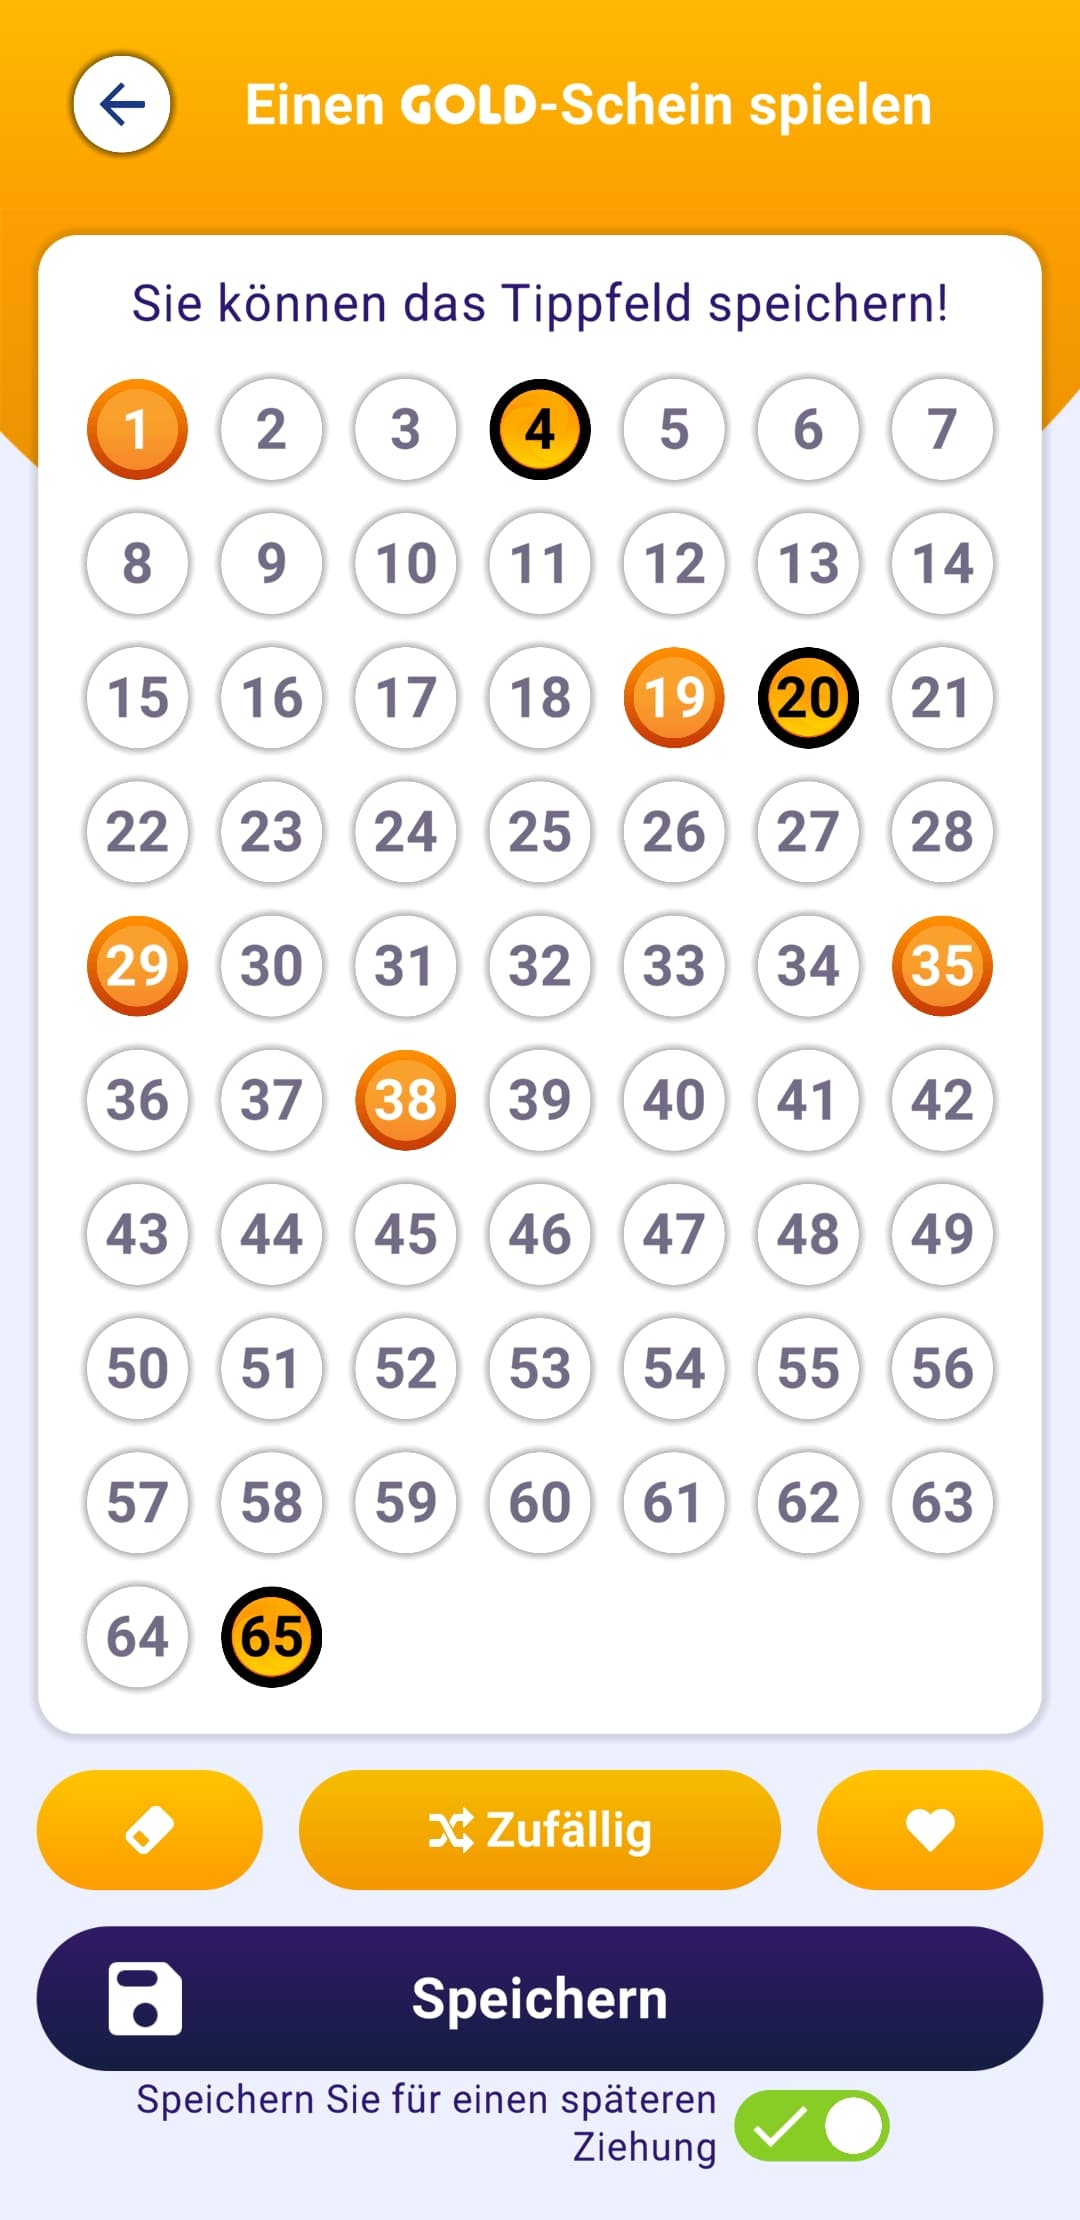 Einen GOLD-Schein spielen
Sie können das Tippfeld speichern!
1 2 3 4 5 6 7
8 9 10 11 12 13 14
15 16 17 18 19 20 21
22 23 24 25 26 27 28
29 30 31 32 33 34 35
36 37 38 39 40 41 42
43 44 45 46 47 48 49
50 51 52 53 54 55 56
57 58 59 60 61 62 63
64 65
Zufällig
Speichern
Speichern Sie für einen späteren
Ziehung